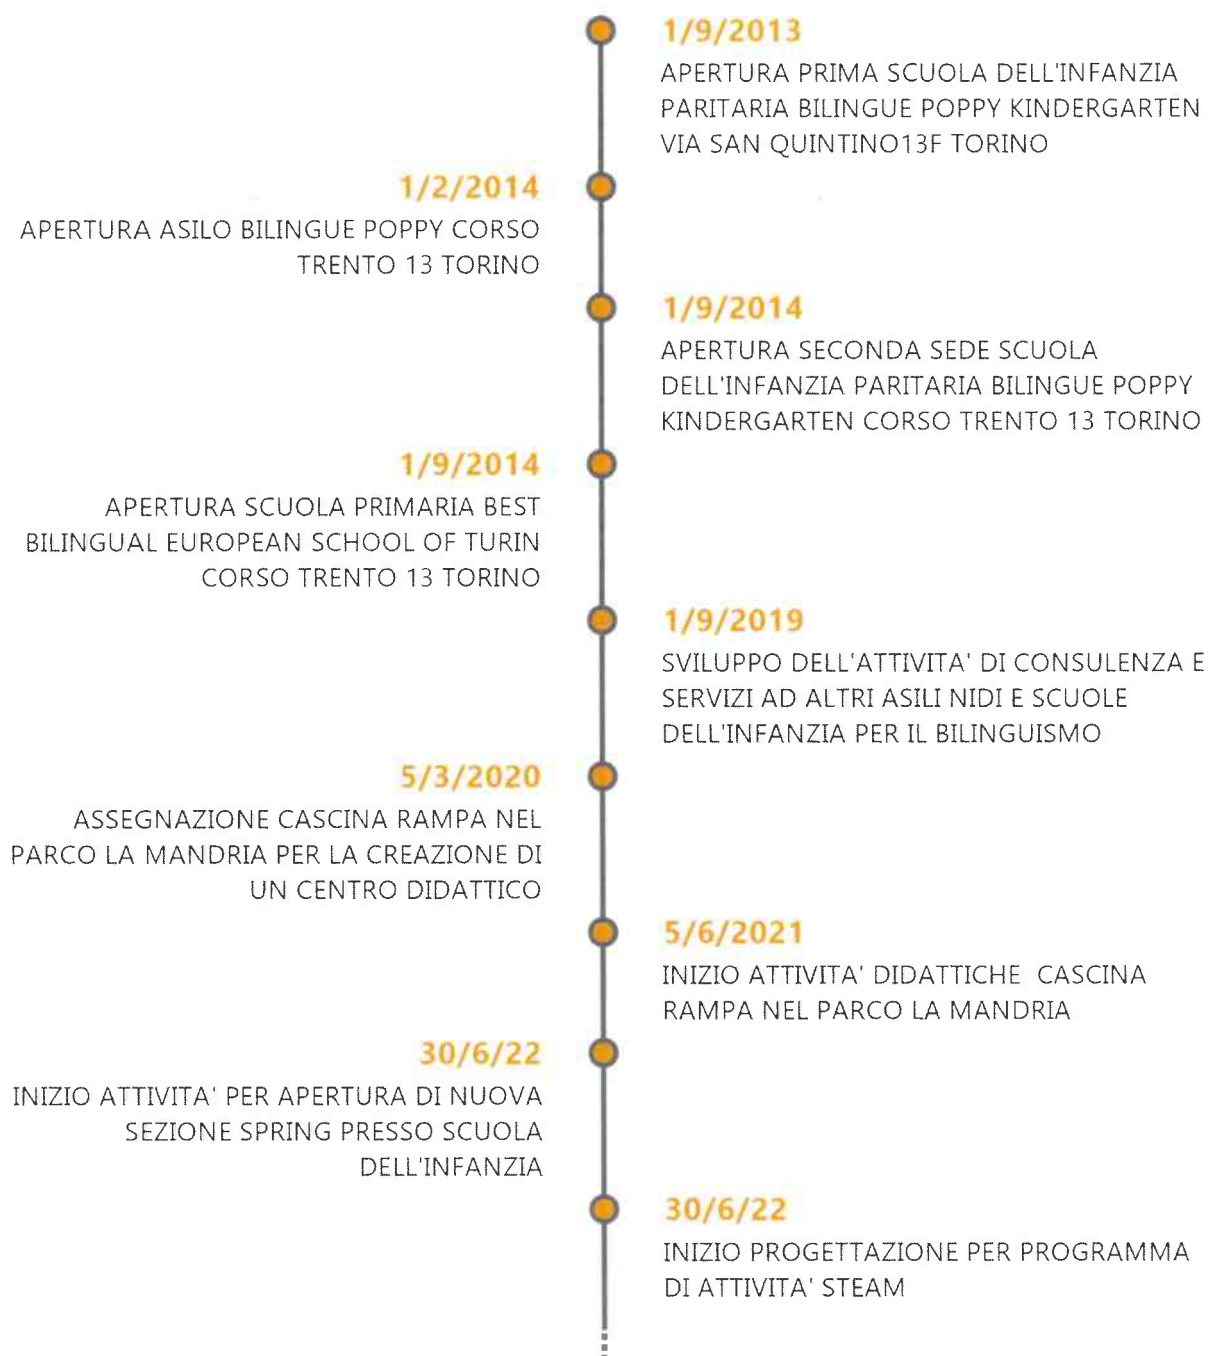 1/9/2013
APERTURA PRIMA SCUOLA DELL'INFANZIA
PARITARIA BILINGUE POPPY KINDERGARTEN
VIA SAN QUINTINO13F TORINO
1/2/2014
APERTURA ASILO BILINGUE POPPY CORSO
TRENTO 13 TORINO
1/9/2014
APERTURA SECONDA SEDE SCUOLA
DELL'INFANZIA PARITARIA BILINGUE POPPY
KINDERGARTEN CORSO TRENTO 13 TORINO
1/9/2014
APERTURA SCUOLA PRIMARIA BEST
BILINGUAL EUROPEAN SCHOOL OF TURIN
CORSO TRENTO 13 TORINO
1/9/2019
SVILUPPO DELL'ATTIVITA' DI CONSULENZA E
SERVIZI AD ALTRI ASILI NIDI E SCUOLE
DELL'INFANZIA PER IL BILINGUISMO
5/3/2020
ASSEGNAZIONE CASCINA RAMPA NEL
PARCO LA MANDRIA PER LA CREAZIONE DI
UN CENTRO DIDATTICO
5/6/2021
INIZIO ATTIVITA' DIDATTICHE  CASCINA
RAMPA NEL PARCO LA MANDRIA
30/6/22
INIZIO ATTIVITA' PER APERTURA DI NUOVA
SEZIONE SPRING PRESSO SCUOLA
DELL'INFANZIA
30/6/22
INIZIO PROGETTAZIONE PER PROGRAMMA
DI ATTIVITA' STEAM